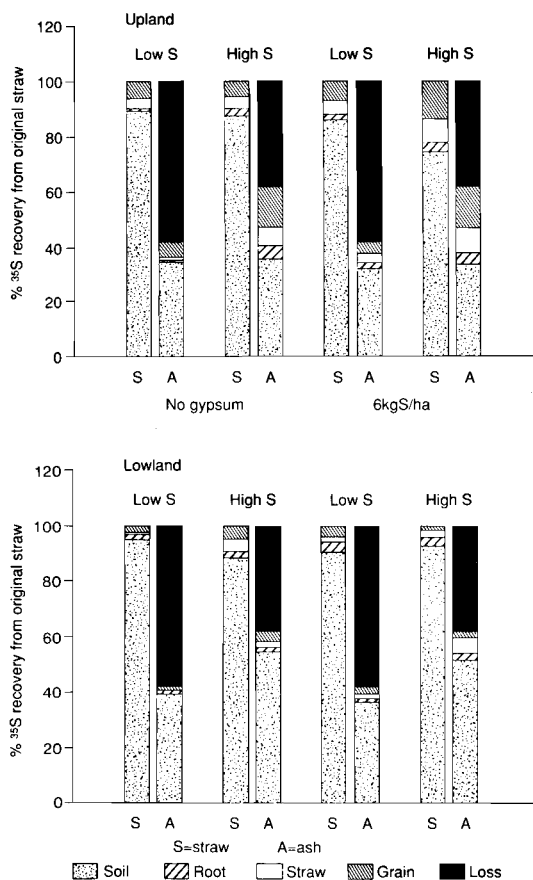 Upland
Low S High S Low S High S
120
100
80
60
40
20
0
% ³⁵S recovery from original straw
S A S A S A S A
No gypsum 6kgS/ha
Lowland
Low S High S Low S High S
120
100
80
60
40
20
0
% ³⁵S recovery from original straw
S A S A S A S A
S=straw A=ash
Soil Root Straw Grain Loss